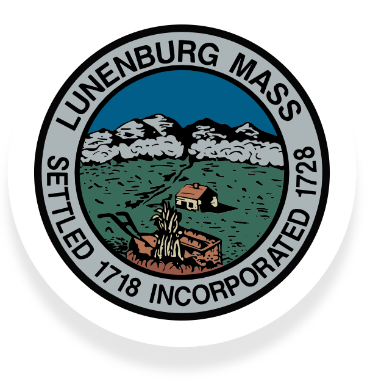 LUNENBURG MASS
SETTLED 1718 INCORPORATED 1728